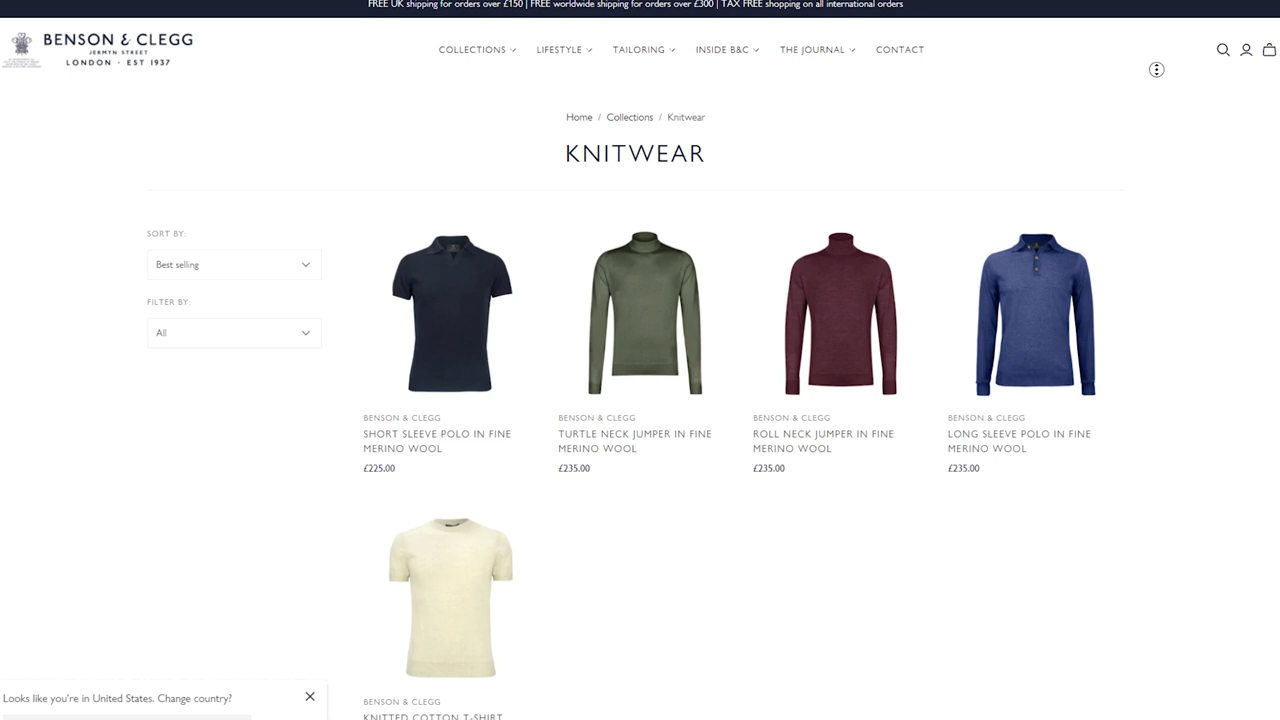 FREE UK shipping for orders over £150 | FREE worldwide shipping for orders over £300 | TAX FREE shopping on all international orders
BENSON & CLEGG
JERMYN STREET
LONDON · EST 1937
COLLECTIONS
LIFESTYLE
TAILORING
INSIDE B&C
THE JOURNAL
CONTACT
Home / Collections / Knitwear
KNITWEAR
SORT BY:
Best selling
FILTER BY:
All
BENSON & CLEGG
SHORT SLEEVE POLO IN FINE
MERINO WOOL
£225.00
BENSON & CLEGG
TURTLE NECK JUMPER IN FINE
MERINO WOOL
£235.00
BENSON & CLEGG
ROLL NECK JUMPER IN FINE
MERINO WOOL
£235.00
BENSON & CLEGG
LONG SLEEVE POLO IN FINE
MERINO WOOL
£235.00
BENSON & CLEGG
KNITTED COTTON T-SHIRT
Looks like you're in United States. Change country?